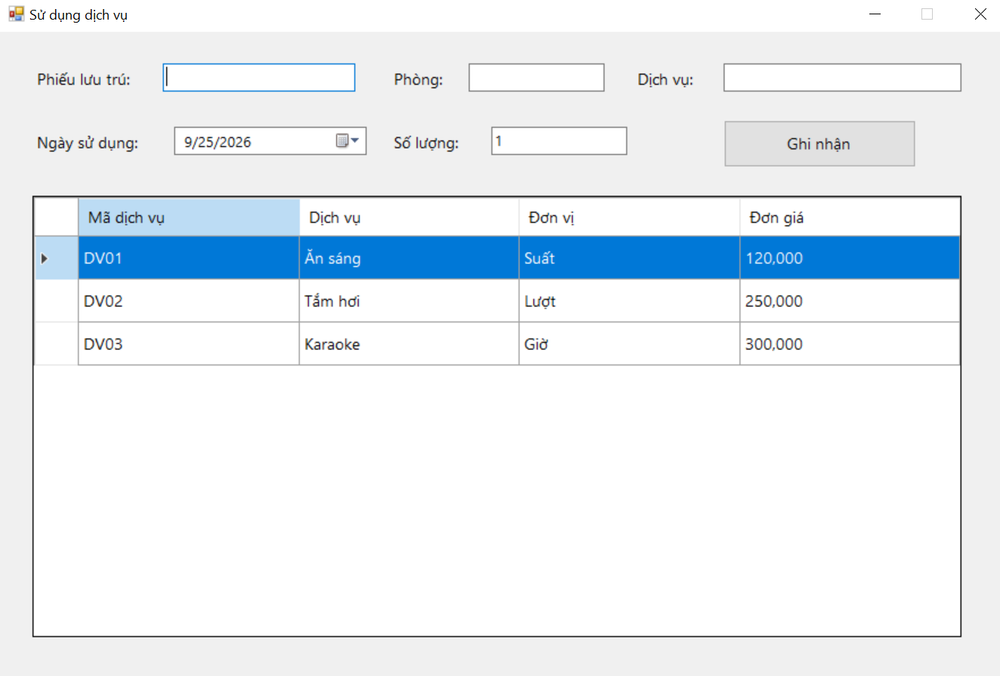 Sử dụng dịch vụ
Phiếu lưu trú: Phòng: Dịch vụ:
Ngày sử dụng: 9/25/2026 Số lượng: 1 Ghi nhận
Mã dịch vụ Dịch vụ Đơn vị Đơn giá
DV01 Ăn sáng Suất 120,000
DV02 Tắm hơi Lượt 250,000
DV03 Karaoke Giờ 300,000